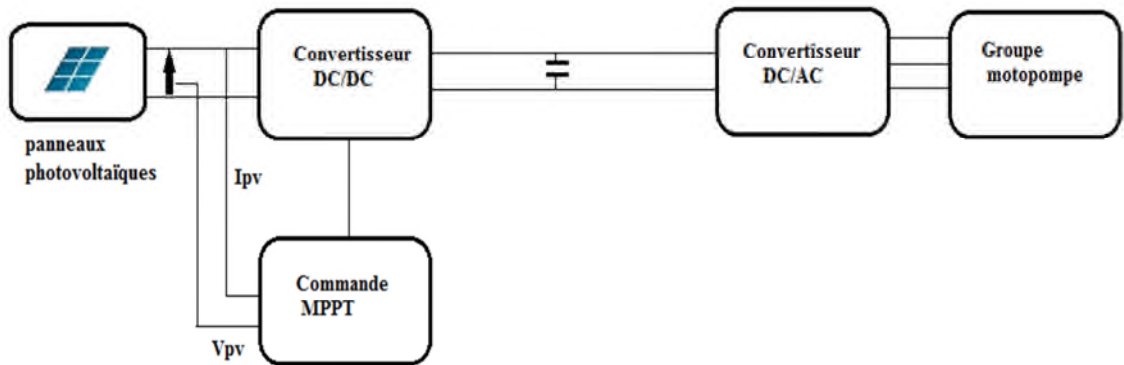 Convertisseur
DC/DC
Convertisseur
DC/AC
Groupe
motopompe
panneaux
photovoltaïques
Ipv
Commande
MPPT
Vpv